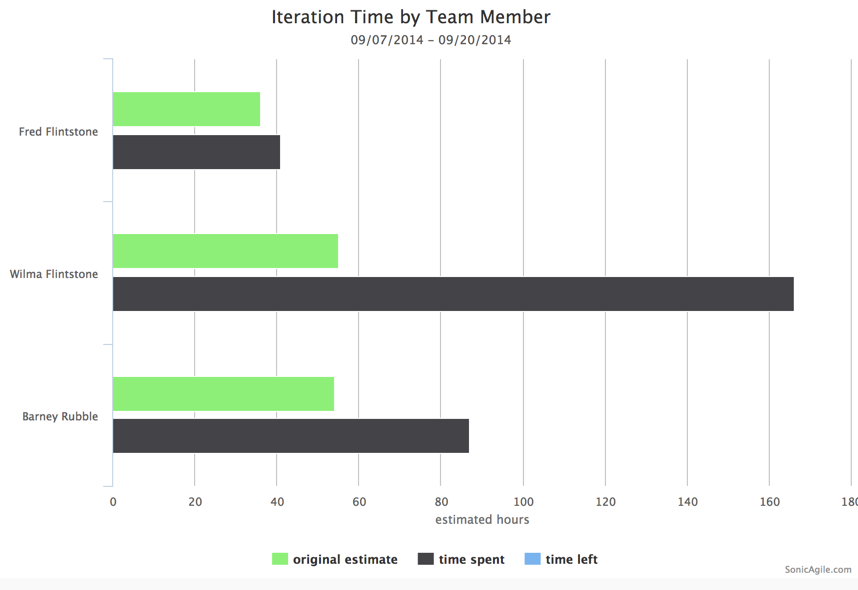 Iteration Time by Team Member
09/07/2014 – 09/20/2014
Fred Flintstone
Wilma Flintstone
Barney Rubble
0 20 40 60 80 100 120 140 160 180
estimated hours
original estimate time spent time left
SonicAgile.com